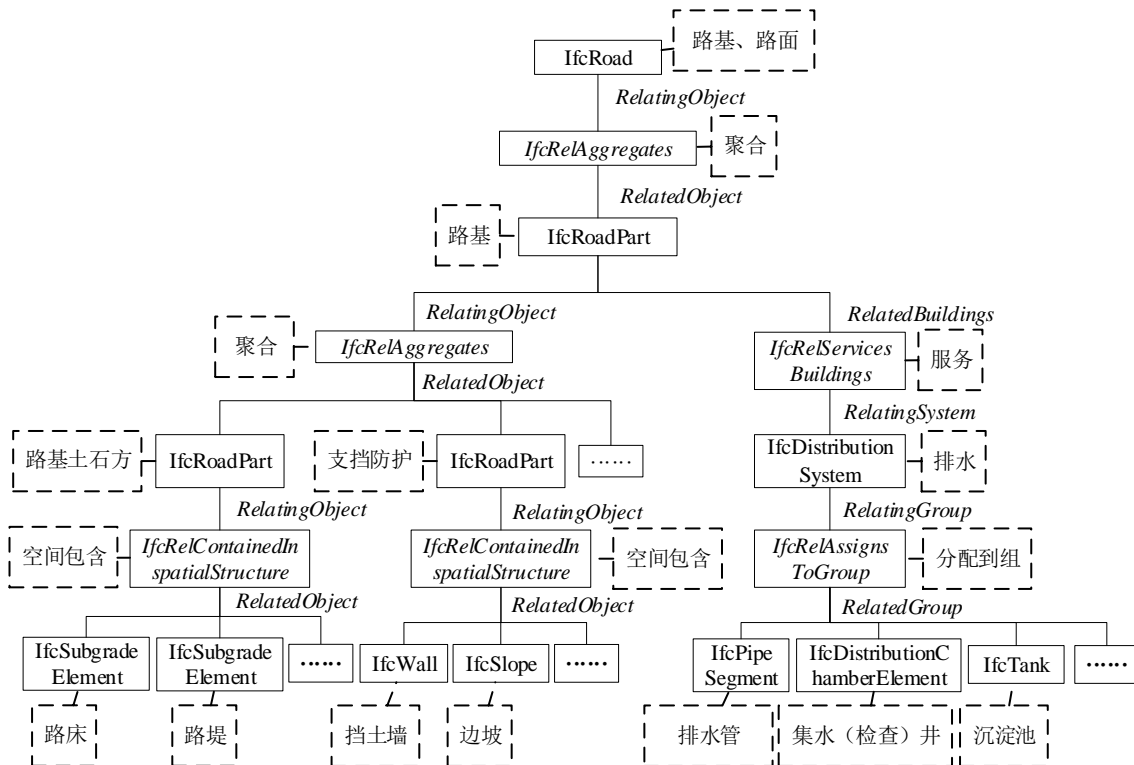 路基、路面
IfcRoad
RelatingObject
IfcRelAggregates
聚合
RelatedObject
路基
IfcRoadPart
RelatingObject
RelatedBuildings
聚合
IfcRelAggregates
IfcRelServices
Buildings
服务
RelatedObject
RelatingSystem
路基土石方
IfcRoadPart
支挡防护
IfcRoadPart
......
IfcDistribution
System
排水
RelatingObject
RelatingObject
RelatingGroup
空间包含
IfcRelContainedIn
spatialStructure
IfcRelContainedIn
spatialStructure
空间包含
IfcRelAssigns
ToGroup
分配到组
RelatedObject
RelatedObject
RelatedGroup
IfcSubgrade
Element
IfcSubgrade
Element
......
IfcWall
IfcSlope
......
IfcPipe
Segment
IfcDistributionC
hamberElement
IfcTank
......
路床
路堤
挡土墙
边坡
排水管
集水（检查）井
沉淀池